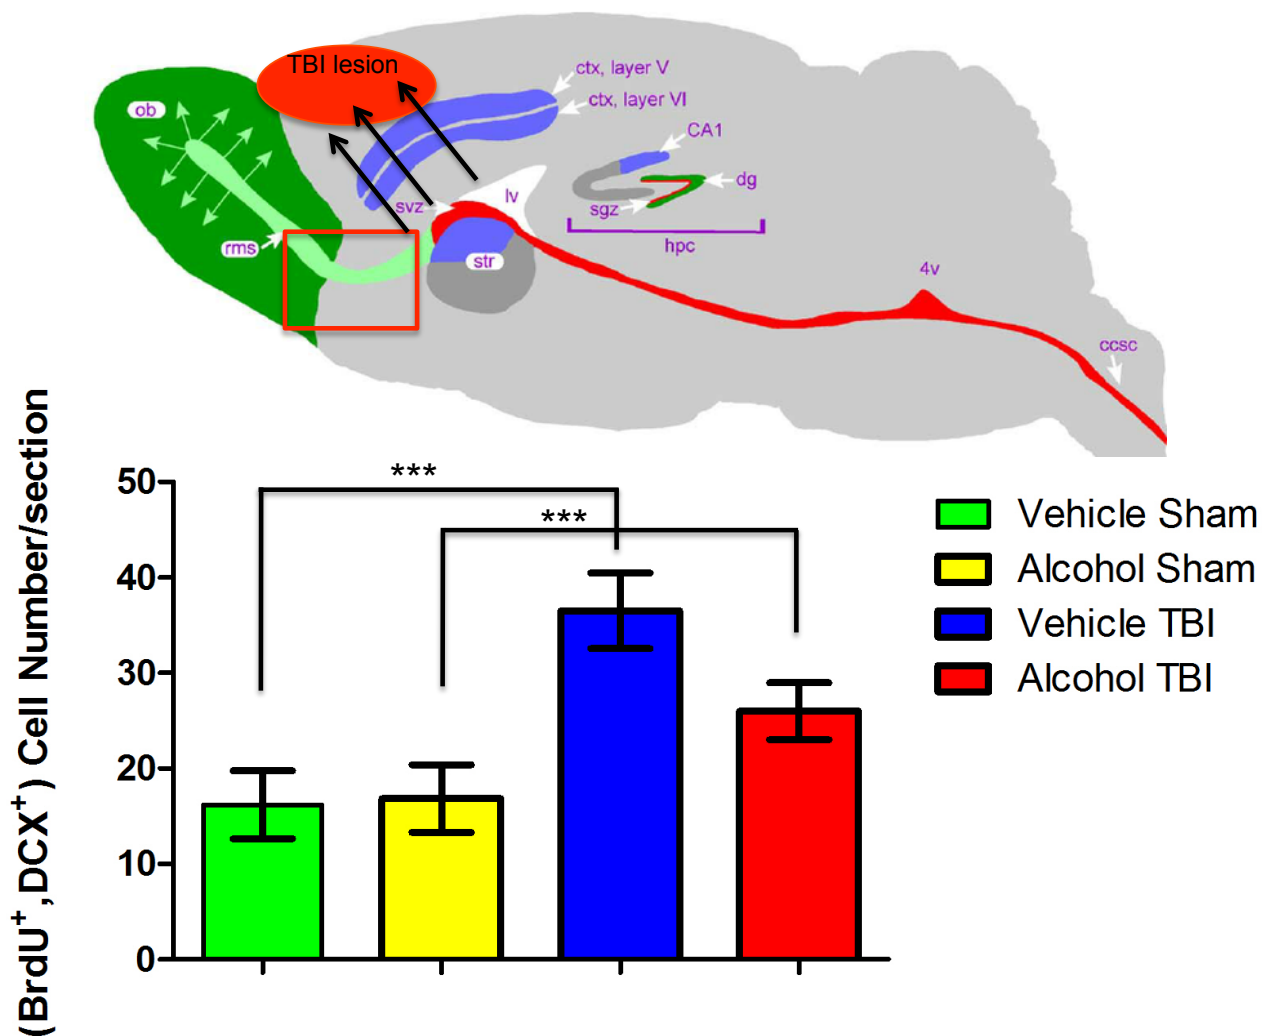 TBI lesion
ctx, layer V
ctx, layer VI
ob
CA1
dg
svz
lv
sgz
rms
hpc
str
4v
ccsc
(BrdU⁺,DCX⁺) Cell Number/section
50
40
30
20
10
0
***
***
Vehicle Sham
Alcohol Sham
Vehicle TBI
Alcohol TBI